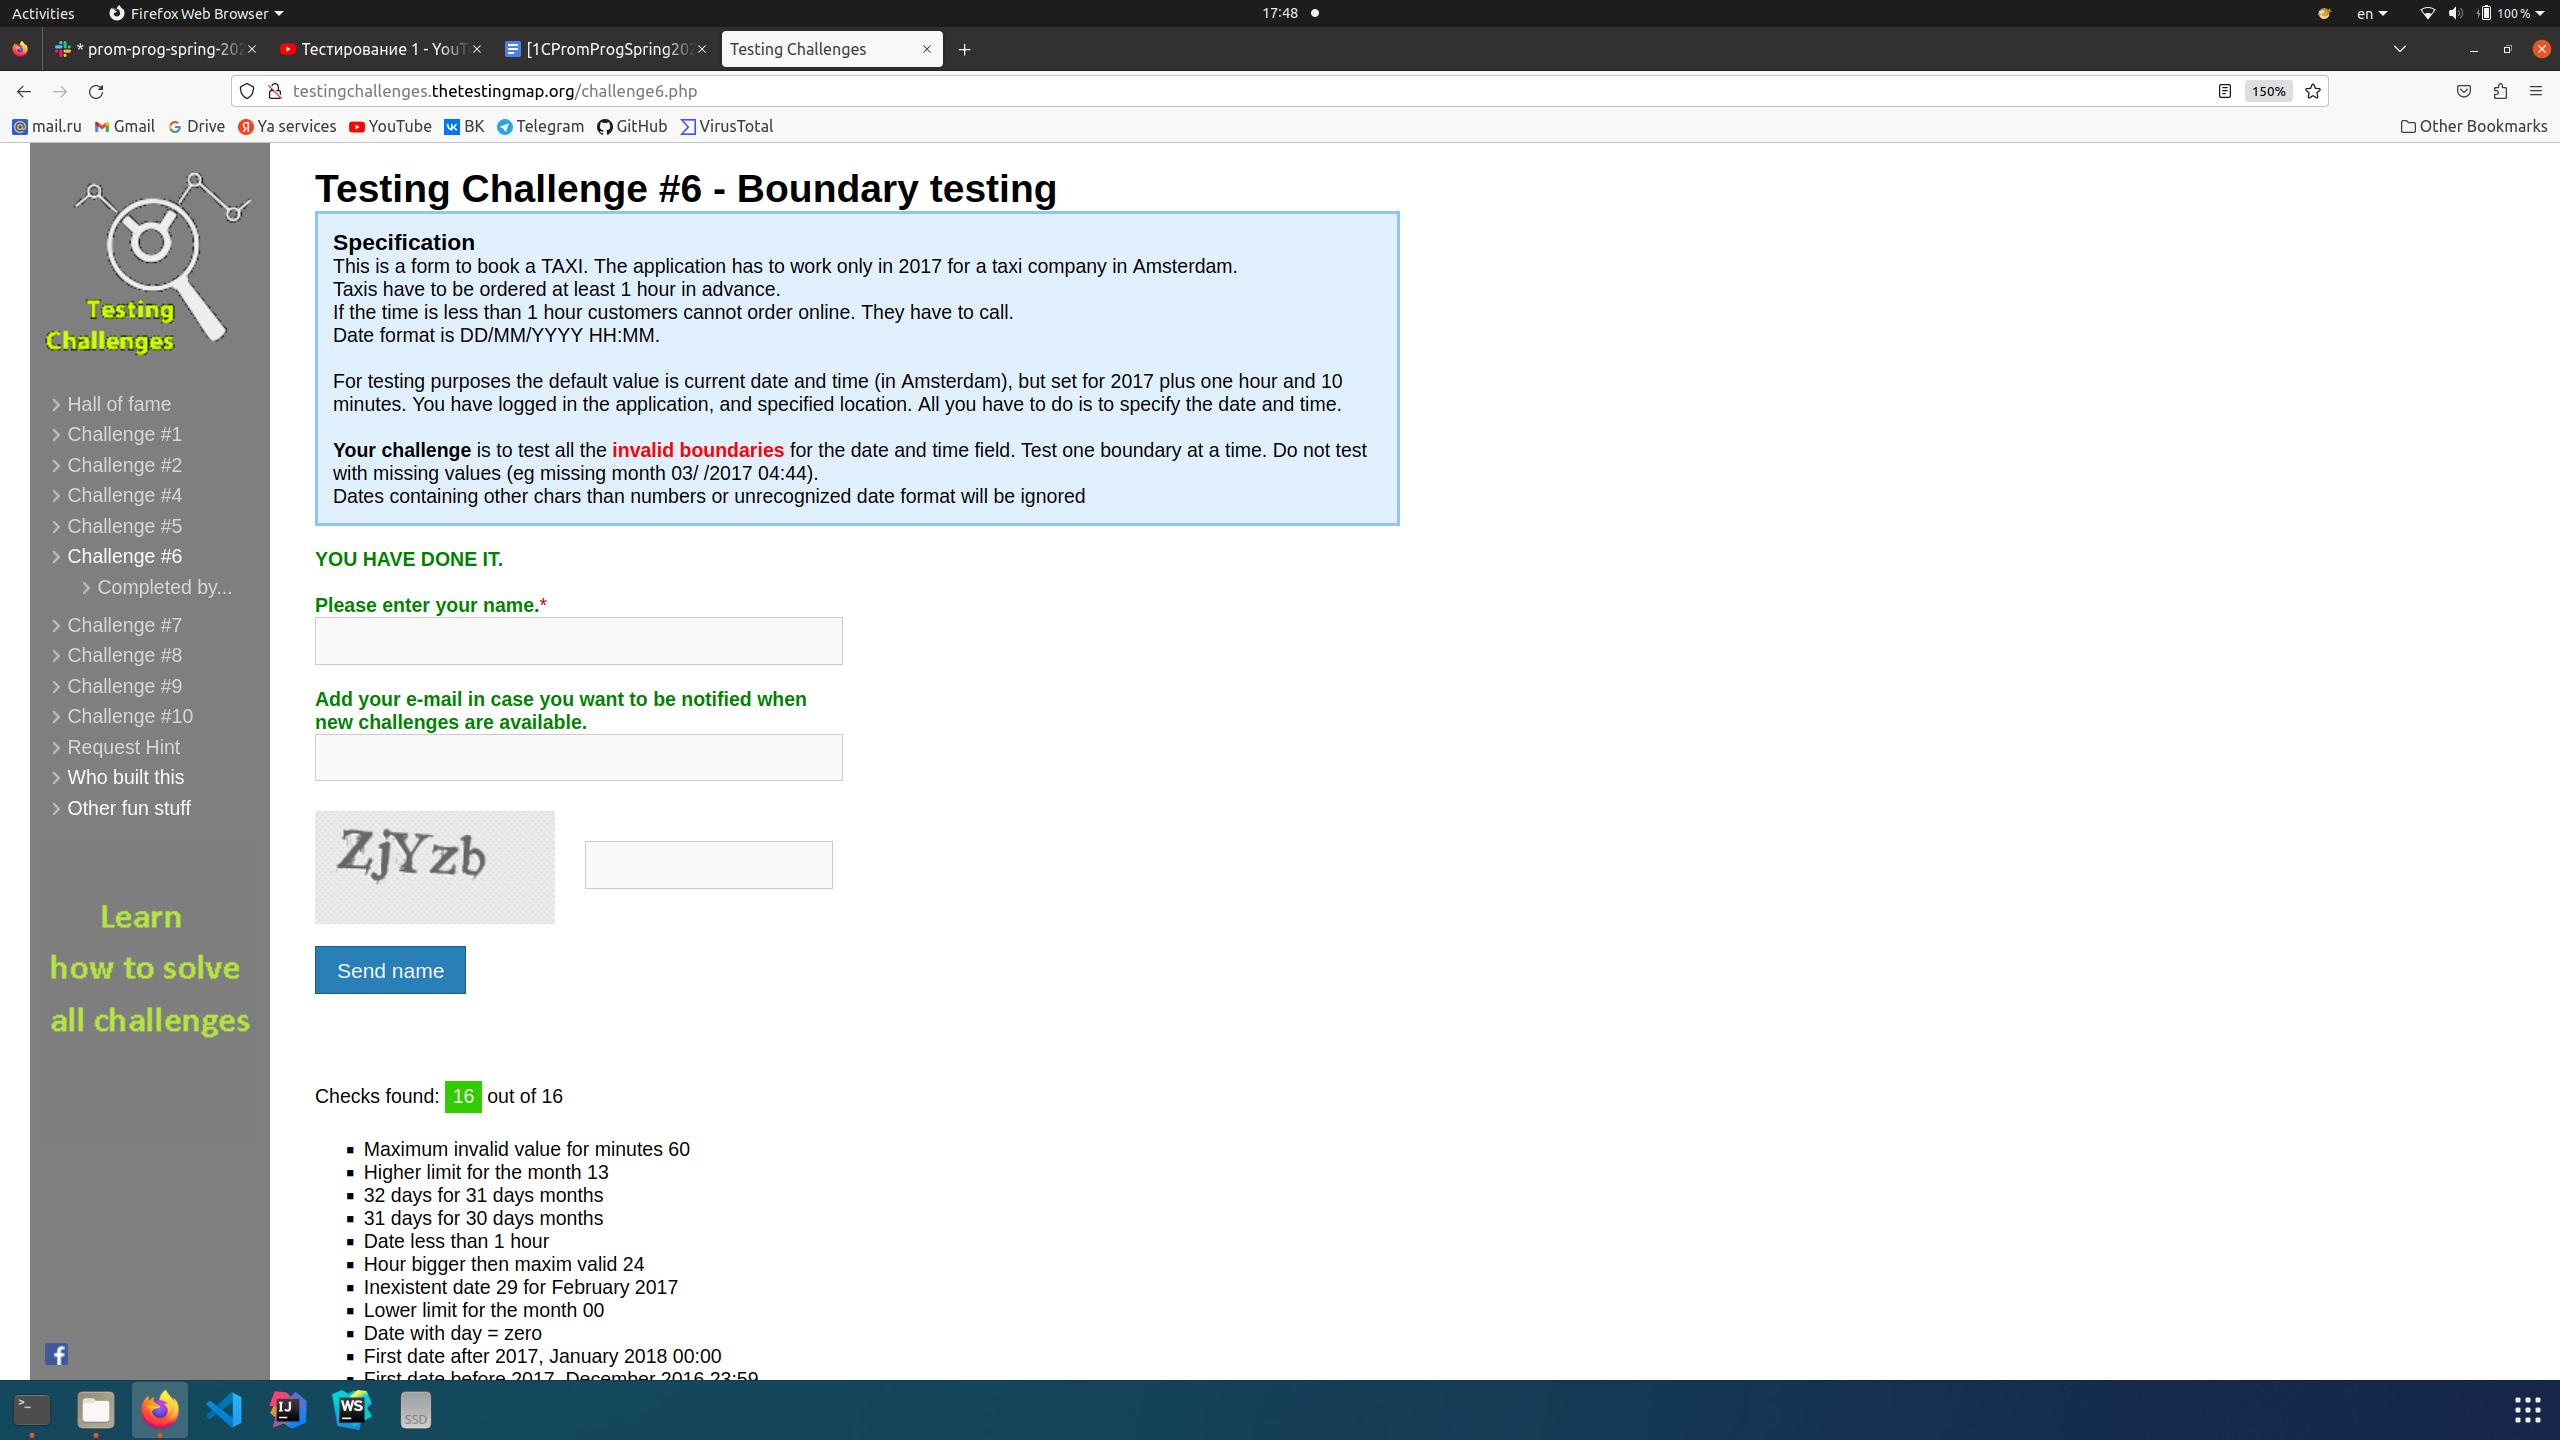 Activities
Firefox Web Browser
17:48
en
100 %
* prom-prog-spring-202
Тестирование 1 - YouT
[1CPromProgSpring202
Testing Challenges
testingchallenges.thetestingmap.org/challenge6.php
150%
mail.ru
Gmail
Drive
Ya services
YouTube
ВК
Telegram
GitHub
VirusTotal
Other Bookmarks
Testing
Challenges
Hall of fame
Challenge #1
Challenge #2
Challenge #4
Challenge #5
Challenge #6
Completed by...
Challenge #7
Challenge #8
Challenge #9
Challenge #10
Request Hint
Who built this
Other fun stuff
Learn
how to solve
all challenges
Testing Challenge #6 - Boundary testing
Specification
This is a form to book a TAXI. The application has to work only in 2017 for a taxi company in Amsterdam.
Taxis have to be ordered at least 1 hour in advance.
If the time is less than 1 hour customers cannot order online. They have to call.
Date format is DD/MM/YYYY HH:MM.
For testing purposes the default value is current date and time (in Amsterdam), but set for 2017 plus one hour and 10
minutes. You have logged in the application, and specified location. All you have to do is to specify the date and time.
Your challenge is to test all the invalid boundaries for the date and time field. Test one boundary at a time. Do not test
with missing values (eg missing month 03/ /2017 04:44).
Dates containing other chars than numbers or unrecognized date format will be ignored
YOU HAVE DONE IT.
Please enter your name.*
Add your e-mail in case you want to be notified when
new challenges are available.
ZjYzb
Send name
Checks found: 16 out of 16
Maximum invalid value for minutes 60
Higher limit for the month 13
32 days for 31 days months
31 days for 30 days months
Date less than 1 hour
Hour bigger then maxim valid 24
Inexistent date 29 for February 2017
Lower limit for the month 00
Date with day = zero
First date after 2017, January 2018 00:00
First date before 2017, December 2016 23:59
IJ
WS
SSD